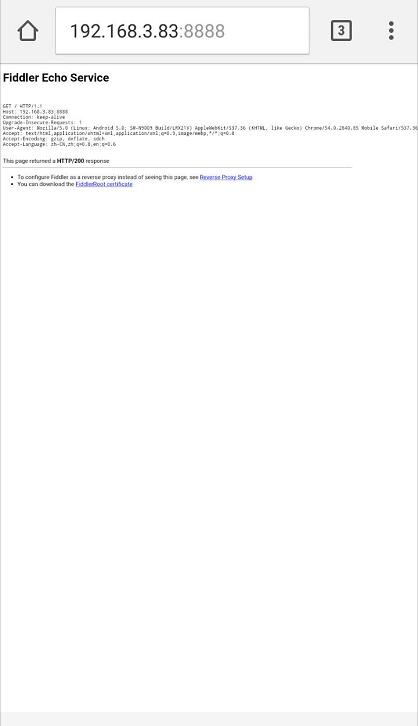 192.168.3.83:8888
3
Fiddler Echo Service
GET / HTTP/1.1
Host: 192.168.3.83:8888
Connection: keep-alive
Upgrade-Insecure-Requests: 1
User-Agent: Mozilla/5.0 (Linux; Android 5.0; SM-N9009 Build/LRX21V) AppleWebKit/537.36 (KHTML, like Gecko) Chrome/54.0.2840.85 Mobile Safari/537.36
Accept: text/html,application/xhtml+xml,application/xml;q=0.9,image/webp,*/*;q=0.8
Accept-Encoding: gzip, deflate, sdch
Accept-Language: zh-CN,zh;q=0.8,en;q=0.6
This page returned a HTTP/200 response
• To configure Fiddler as a reverse proxy instead of seeing this page, see Reverse Proxy Setup
• You can download the FiddlerRoot certificate